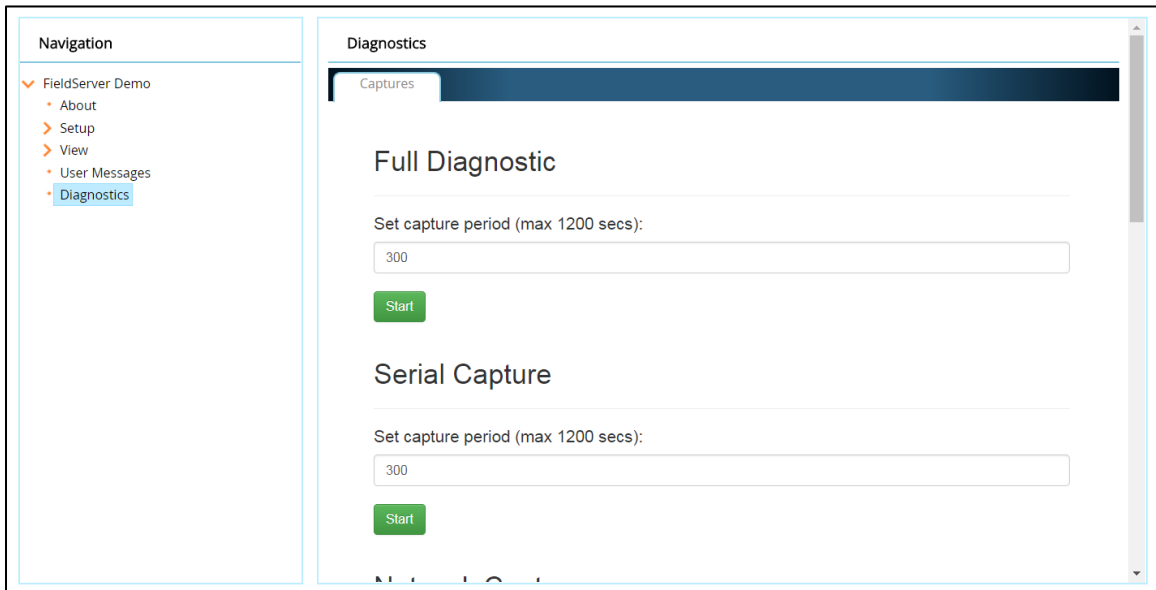 Navigation
FieldServer Demo
About
Setup
View
User Messages
Diagnostics
Diagnostics
Captures
Full Diagnostic
Set capture period (max 1200 secs):
300
Start
Serial Capture
Set capture period (max 1200 secs):
300
Start